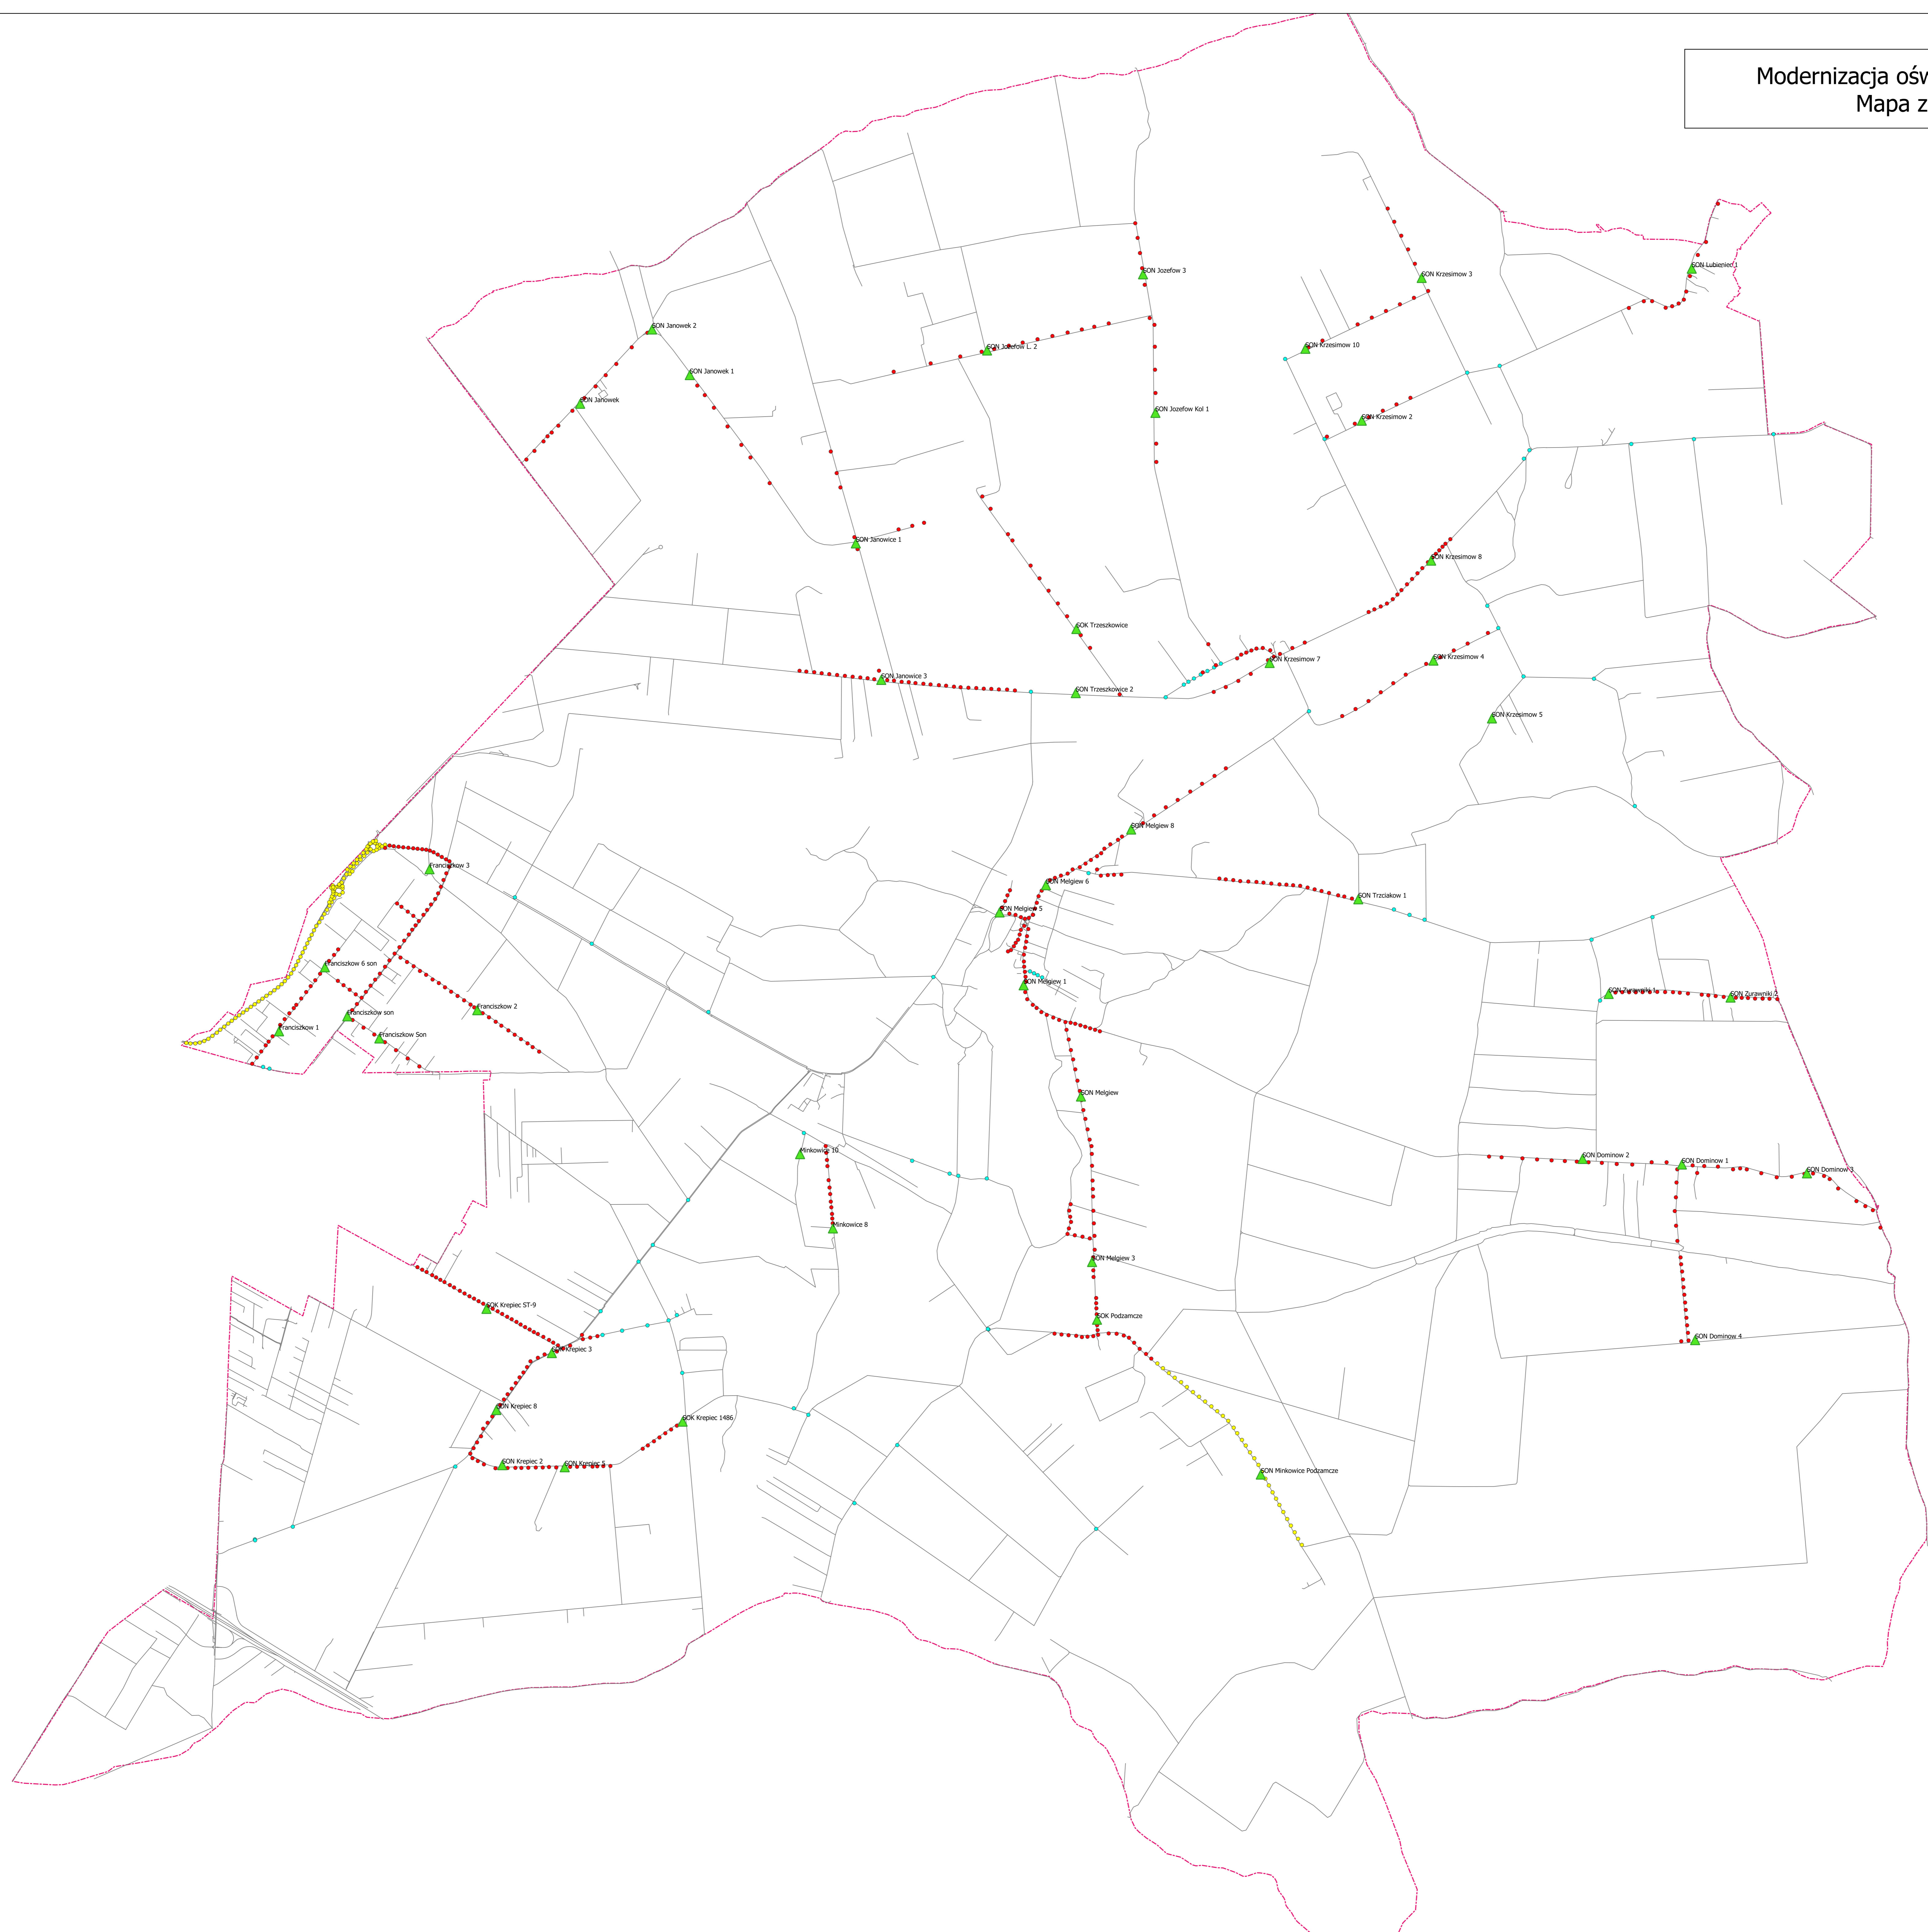 Modernizacja ośw
Mapa z
SON Lubieniec 1
SON Jozefow 3
SON Krzesimow 3
SON Janowek 2
SON Jozefow L. 2
SON Krzesimow 10
SON Janowek 1
SON Janowek
SON Jozefow Kol 1
SON Krzesimow 2
SON Janowice 1
SON Krzesimow 8
SOK Trzeszkowice
SON Krzesimow 7
SON Krzesimow 4
SON Janowice 3
SON Trzeszkowice 2
SON Krzesimow 5
SON Melgiew 8
Franciszkow 3
SON Melgiew 6
SON Trzciakow 1
SON Melgiew 5
Franciszkow 6 son
SON Melgiew 1
SON Zurawniki 1
SON Zurawniki 2
Franciszkow 2
Franciszkow son
Franciszkow 1
Franciszkow Son
SON Melgiew
Minkowice 10
SON Dominow 2
SON Dominow 1
SON Dominow 3
Minkowice 8
SON Melgiew 3
SOK Krepiec ST-9
SOK Podzamcze
SON Dominow 4
SON Krepiec 3
SON Krepiec 8
SOK Krepiec 1486
SON Krepiec 2
SON Krepiec 5
SON Minkowice Podzamcze